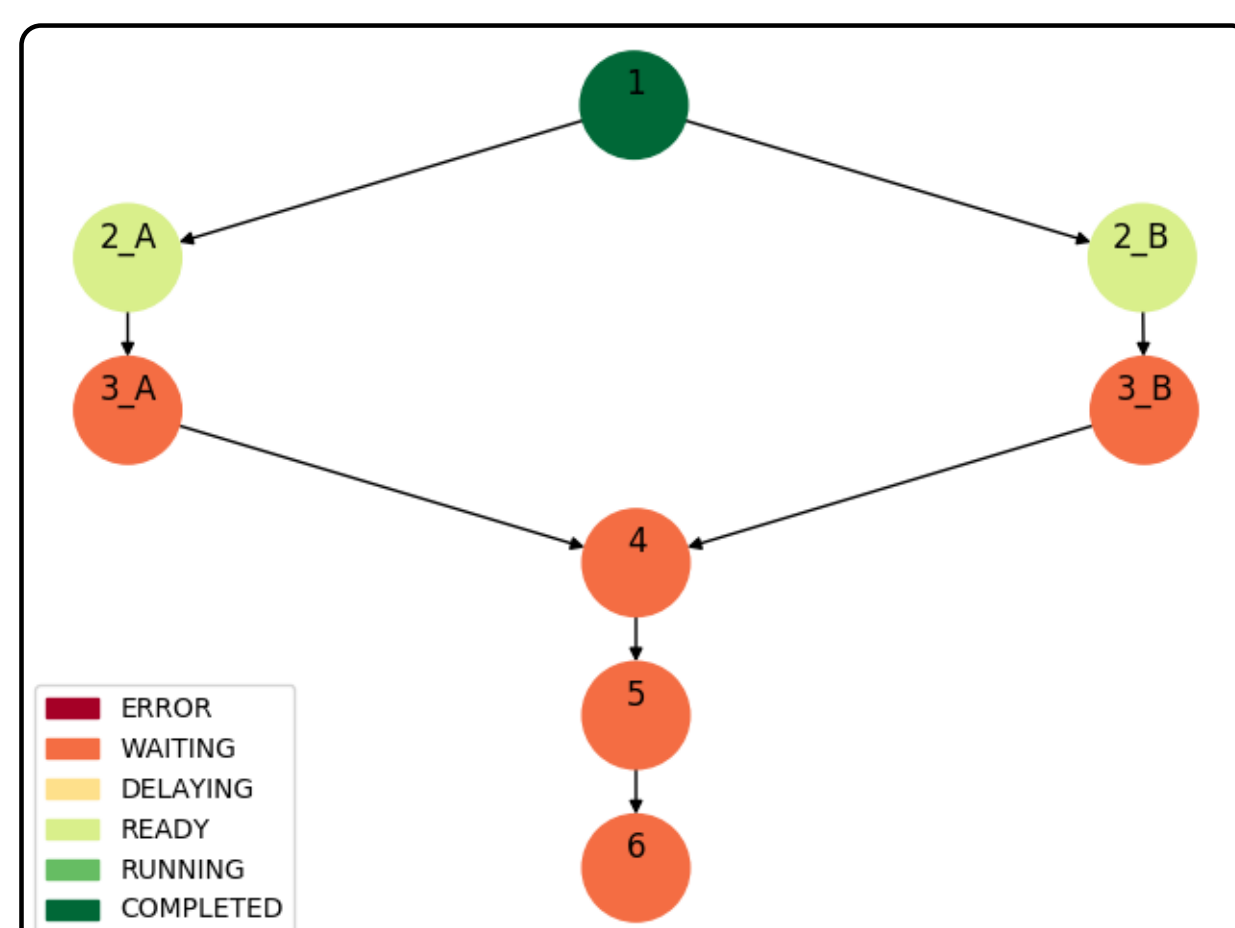 1
2_A
2_B
3_A
3_B
4
5
6
ERROR
WAITING
DELAYING
READY
RUNNING
COMPLETED